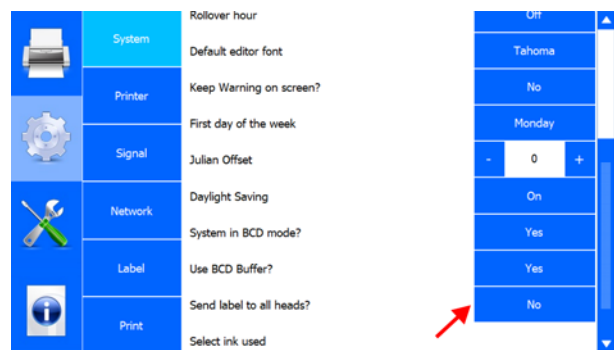 Rollover hour
Off
System
Default editor font
Tahoma
Keep Warning on screen?
No
Printer
First day of the week
Monday
Signal
Julian Offset
- 0 +
Daylight Saving
On
Network
System in BCD mode?
Yes
Label
Use BCD Buffer?
Yes
Send label to all heads?
No
Print
Select ink used